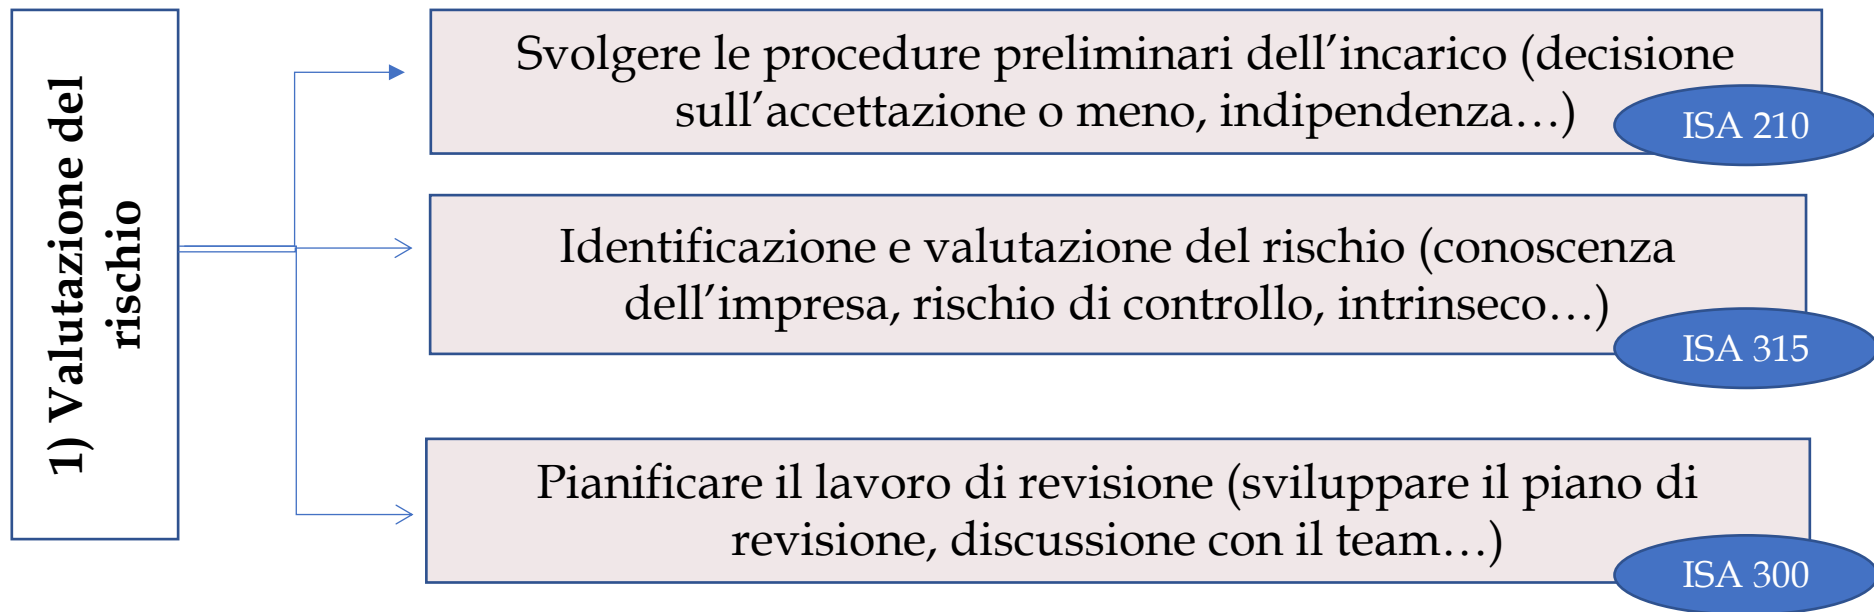 1) Valutazione del
rischio
Svolgere le procedure preliminari dell’incarico (decisione
sull’accettazione o meno, indipendenza…)
ISA 210
Identificazione e valutazione del rischio (conoscenza
dell’impresa, rischio di controllo, intrinseco…)
ISA 315
Pianificare il lavoro di revisione (sviluppare il piano di
revisione, discussione con il team…)
ISA 300